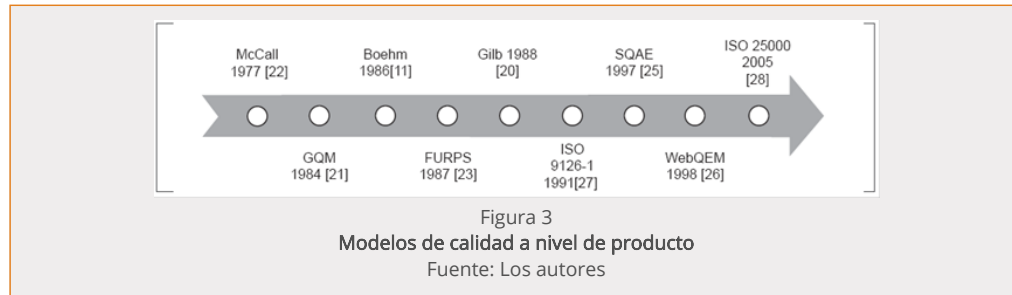 McCall
1977 [22]
GQM
1984 [21]
Boehm
1986[11]
FURPS
1987 [23]
Gilb 1988
[20]
ISO
9126-1
1991[27]
SQAE
1997 [25]
WebQEM
1998 [26]
ISO 25000
2005
[28]
Figura 3
Modelos de calidad a nivel de producto
Fuente: Los autores